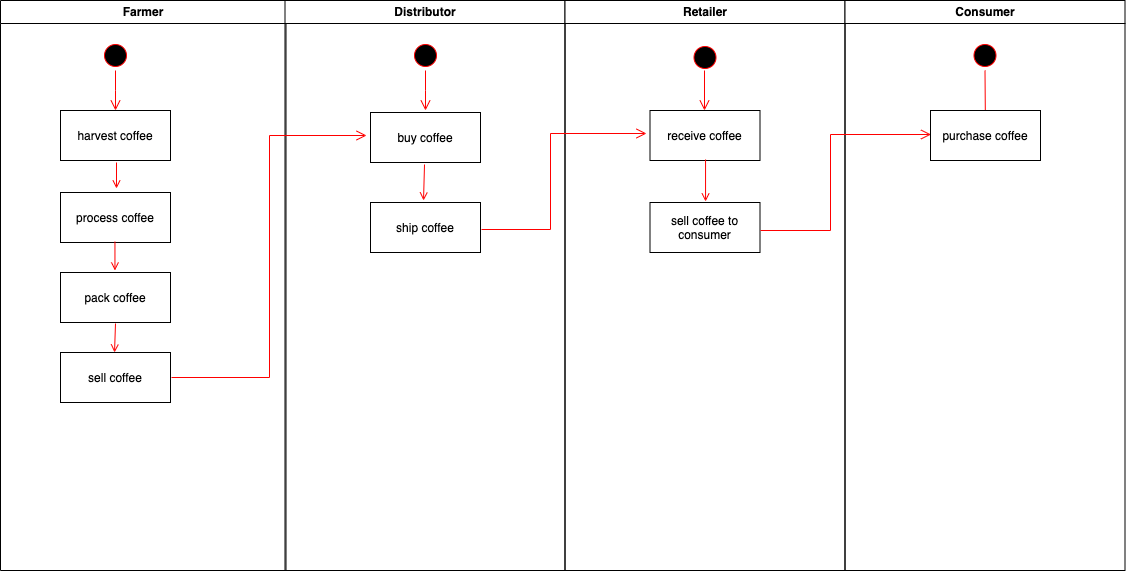 Farmer
Distributor
Retailer
Consumer
harvest coffee
process coffee
pack coffee
sell coffee
buy coffee
ship coffee
receive coffee
sell coffee to
consumer
purchase coffee